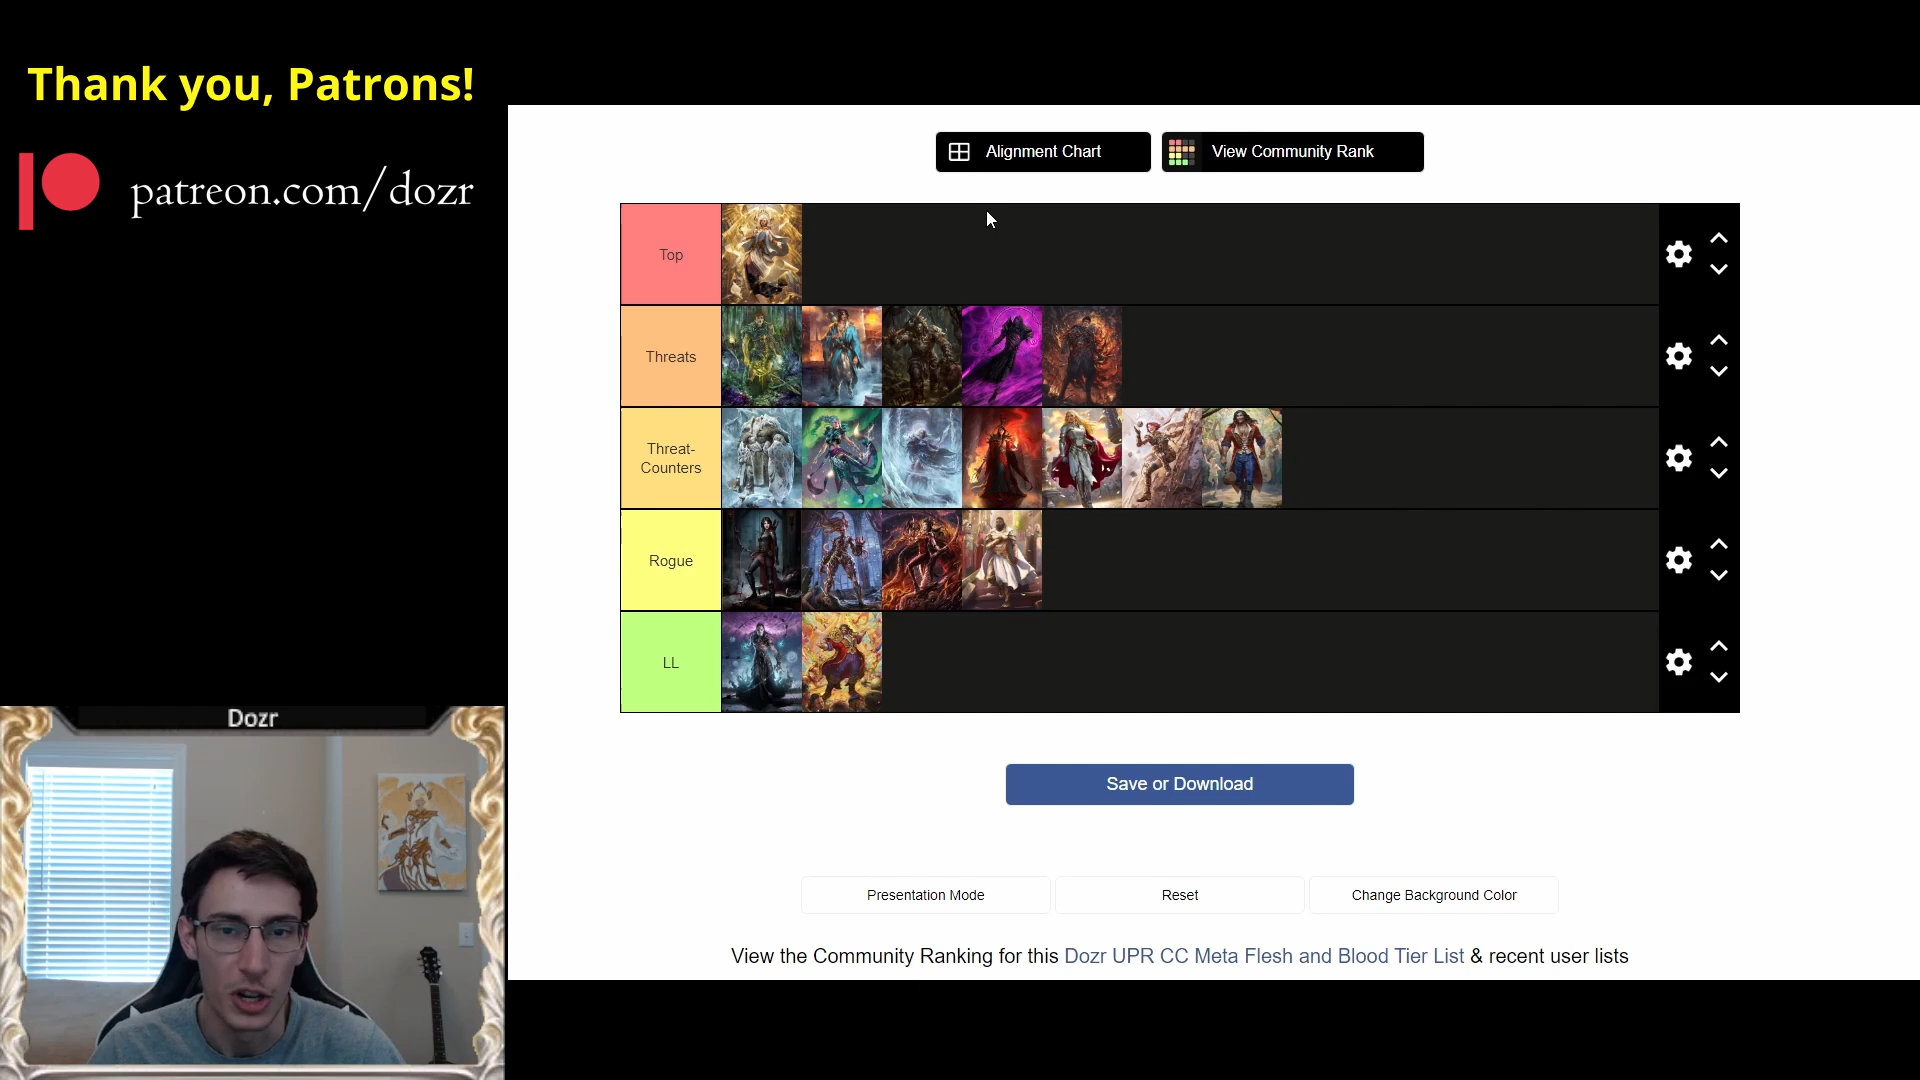 Thank you, Patrons!
patreon.com/dozr
Alignment Chart
View Community Rank
Top
Threats
Threat-
Counters
Rogue
LL
Save or Download
Presentation Mode
Reset
Change Background Color
View the Community Ranking for this Dozr UPR CC Meta Flesh and Blood Tier List & recent user lists
Dozr